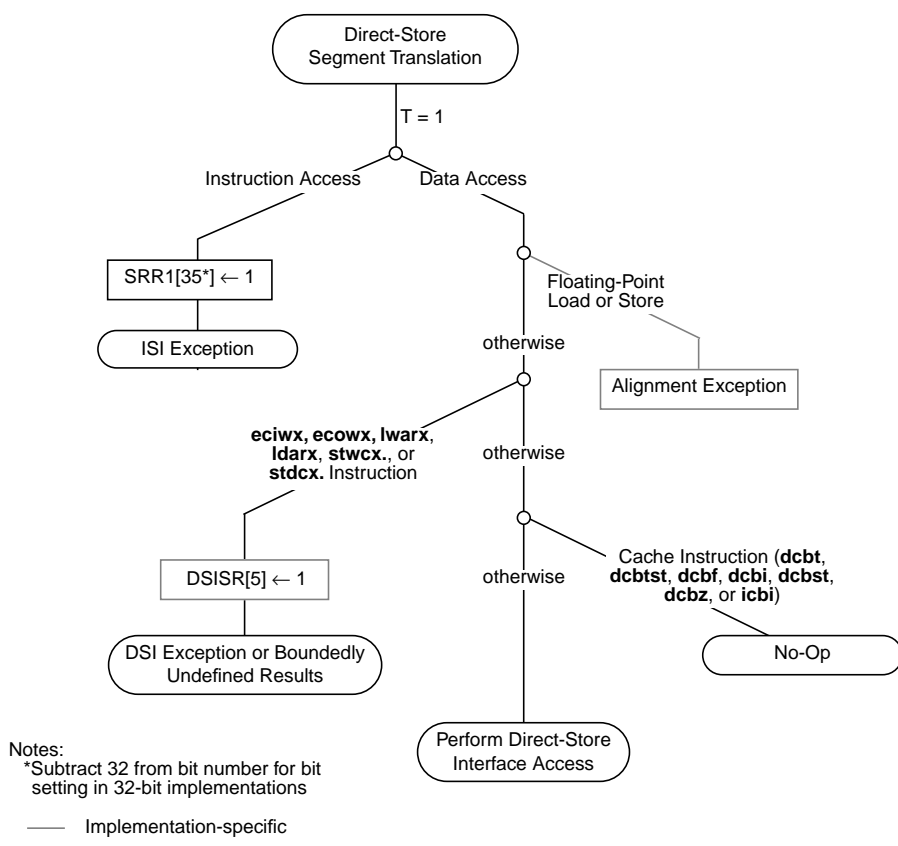 Direct-Store
Segment Translation
T = 1
Instruction Access
Data Access
SRR1[35*] ← 1
ISI Exception
Floating-Point
Load or Store
otherwise
Alignment Exception
eciwx, ecowx, lwarx,
ldarx, stwcx., or
stdcx. Instruction
otherwise
DSISR[5] ← 1
otherwise
Cache Instruction (dcbt,
dcbtst, dcbf, dcbi, dcbst,
dcbz, or icbi)
DSI Exception or Boundedly
Undefined Results
No-Op
Perform Direct-Store
Interface Access
Notes:
*Subtract 32 from bit number for bit
setting in 32-bit implementations
Implementation-specific